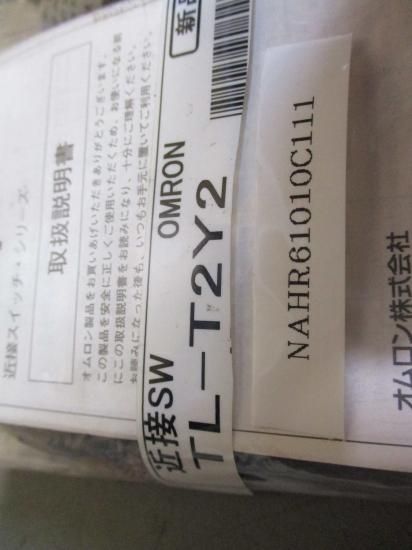 近接スイッチ・シリーズ
取扱説明書
オムロン製品をお買いあげいただきありがとうございます。
この製品を安全に正しくご使用いただくため、お使いになる前
にこの取扱説明書をお読みになり、十分にご理解ください。
お読みになった後も、いつもお手元に置いてご利用ください。
近接SW OMRON
新品
TL-T2Y2
NAHR61010C111
オムロン株式会社